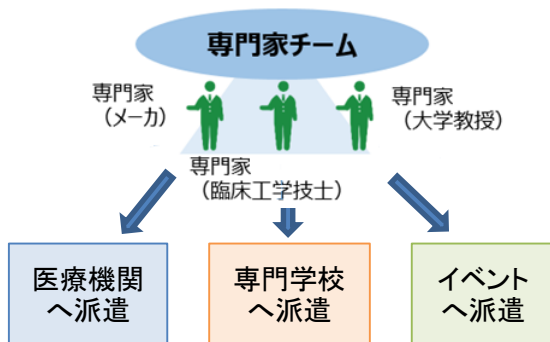 専門家チーム
専門家
（メーカ）
専門家
（大学教授）
専門家
（臨床工学技士）
医療機関
へ派遣
専門学校
へ派遣
イベント
へ派遣